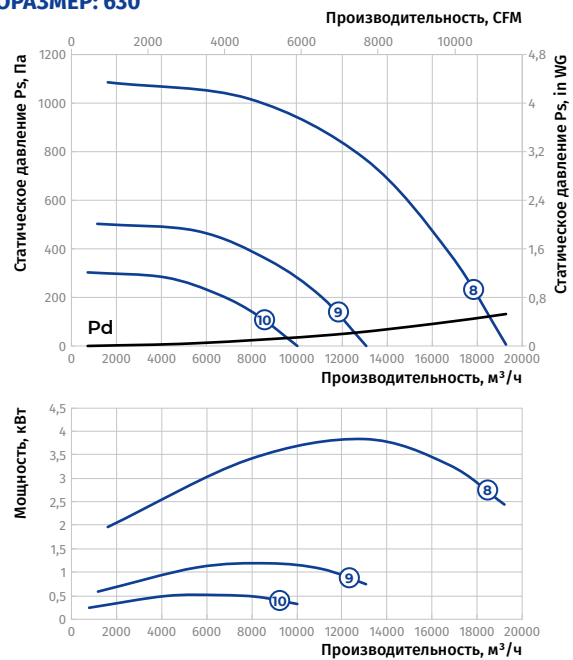 ОРАЗМЕР: 630
Производительность, CFM
0 2000 4000 6000 8000 10000
Статическое давление Ps, Па
1200 1000 800 600 400 200 0
4,8 4 3,2 2,4 1,6 0,8 0
Статическое давление Ps, in WG
8
9
10
Pd
0 2000 4000 6000 8000 10000 12000 14000 16000 18000 20000
Производительность, м³/ч
Мощность, кВт
4,5 4 3,5 3 2,5 2 1,5 1 0,5 0
8
9
10
0 2000 4000 6000 8000 10000 12000 14000 16000 18000 20000
Производительность, м³/ч